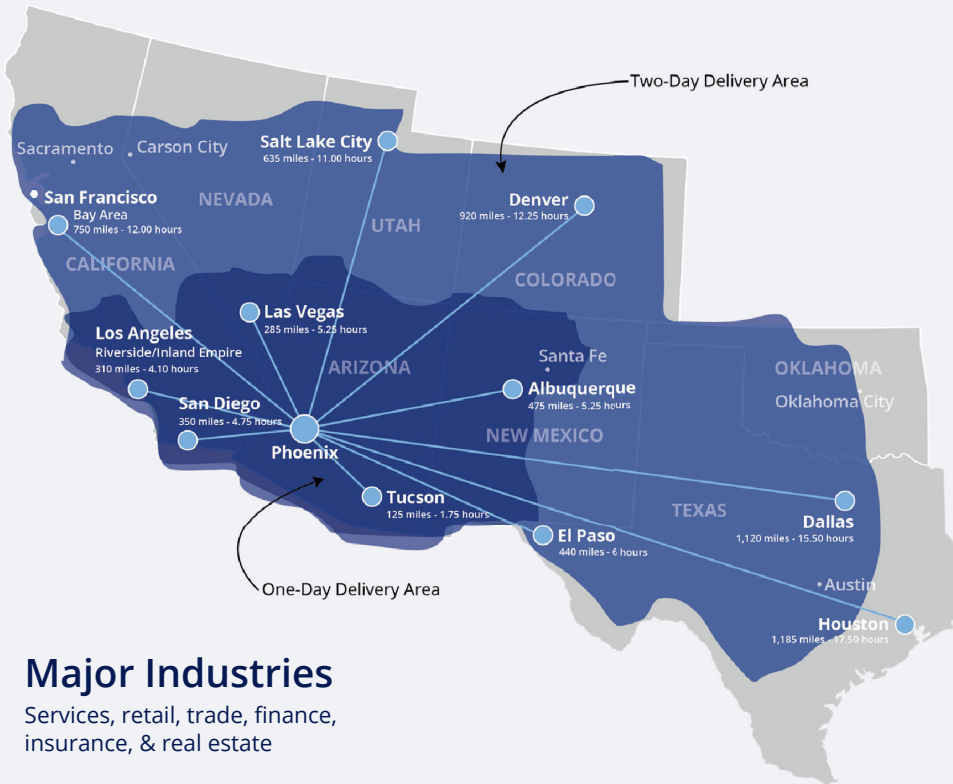 Two-Day Delivery Area
Sacramento
Carson City
Salt Lake City
635 miles - 11.00 hours
San Francisco
Bay Area
750 miles - 12.00 hours
NEVADA
UTAH
Denver
920 miles - 12.25 hours
CALIFORNIA
COLORADO
Las Vegas
285 miles - 5.25 hours
Los Angeles
Riverside/Inland Empire
310 miles - 4.10 hours
ARIZONA
Santa Fe
Albuquerque
475 miles - 5.25 hours
OKLAHOMA
Oklahoma City
San Diego
350 miles - 4.75 hours
Phoenix
NEW MEXICO
Tucson
125 miles - 1.75 hours
TEXAS
Dallas
1,120 miles - 15.50 hours
El Paso
440 miles - 6 hours
One-Day Delivery Area
Austin
Houston
1,185 miles - 17.50 hours
Major Industries
Services, retail, trade, finance,
insurance, & real estate